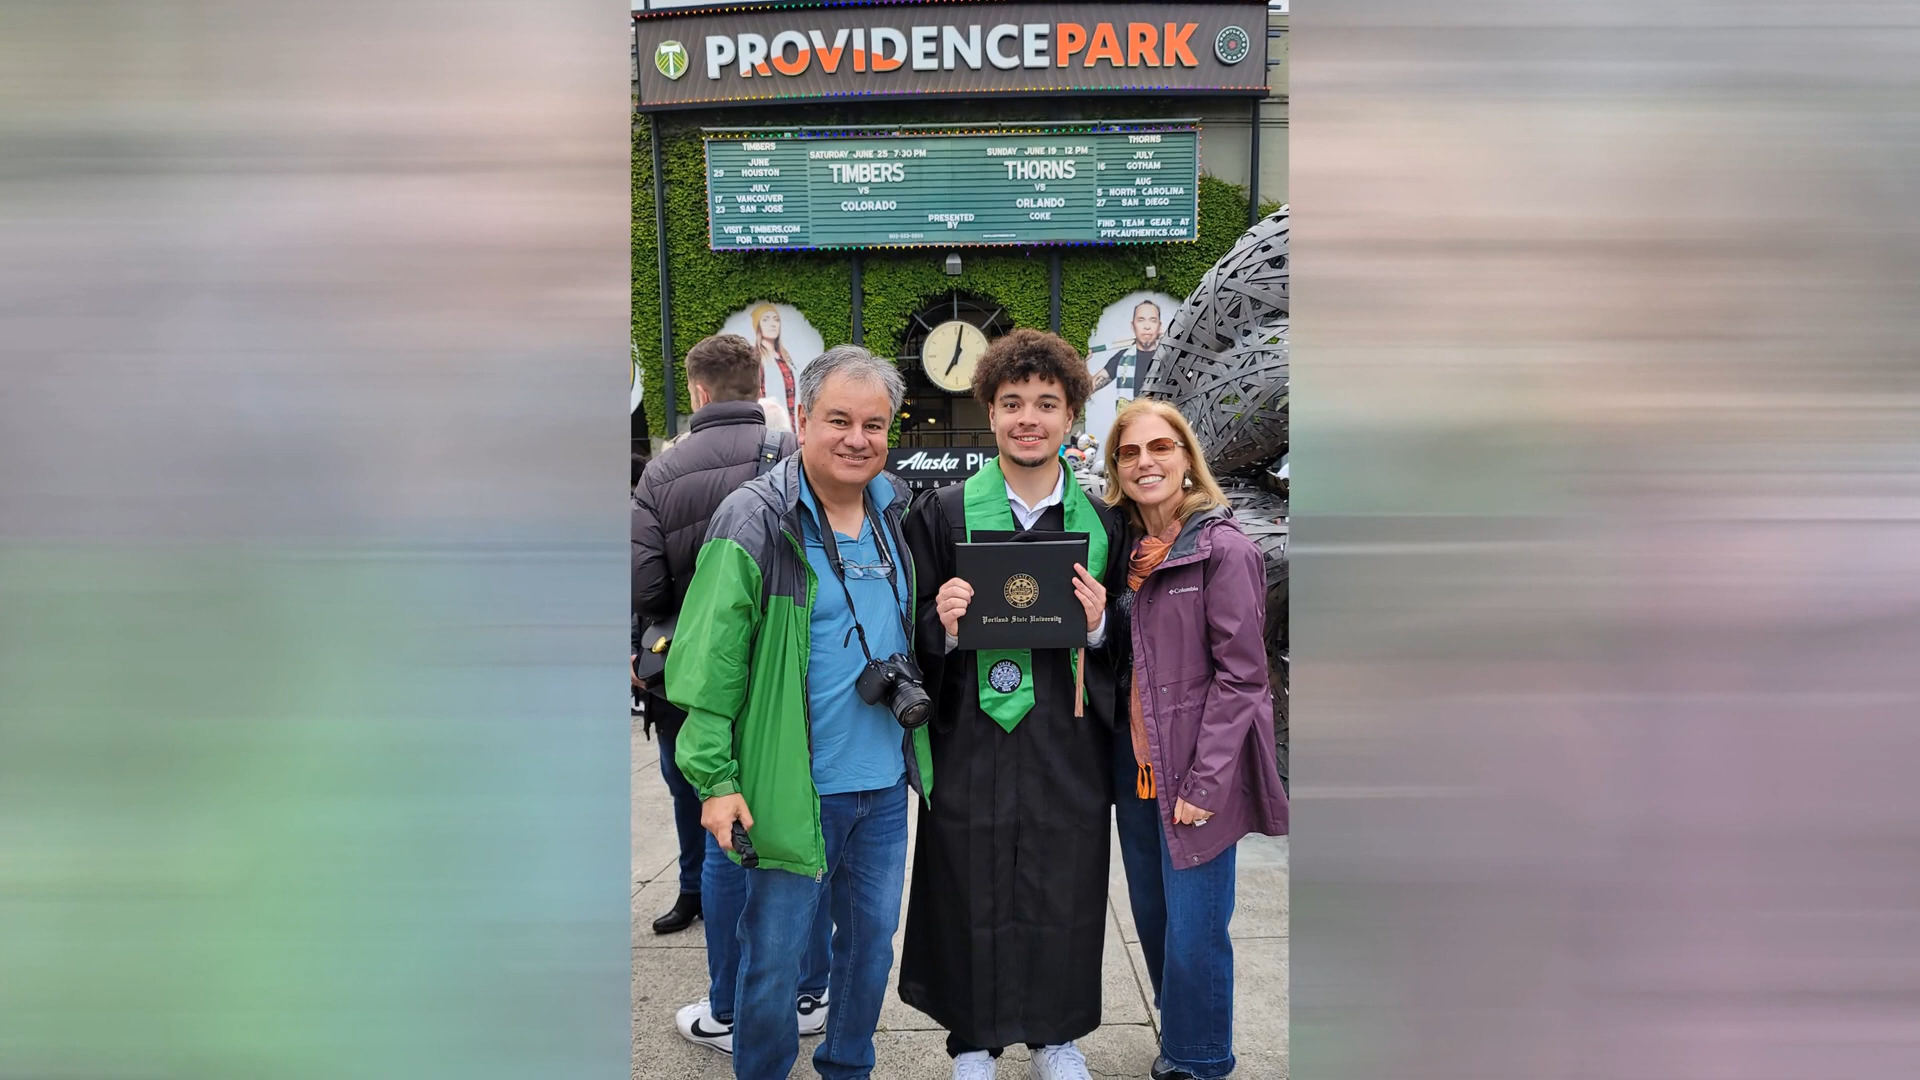 PROVIDENCE PARK
TIMBERS
JUNE
29 HOUSTON
JULY
17 VANCOUVER
23 SAN JOSE
VISIT TIMBERS.COM
FOR TICKETS
SATURDAY JUNE 25 7:30 PM
TIMBERS
VS
COLORADO
SUNDAY JUNE 19 12 PM
THORNS
VS
ORLANDO
PRESENTED
BY
COKE
THORNS
JULY
16 GOTHAM
AUG
5 NORTH CAROLINA
27 SAN DIEGO
FIND TEAM GEAR AT
PTFCAUTHENTICS.COM
Alaska
Columbia
Portland State University